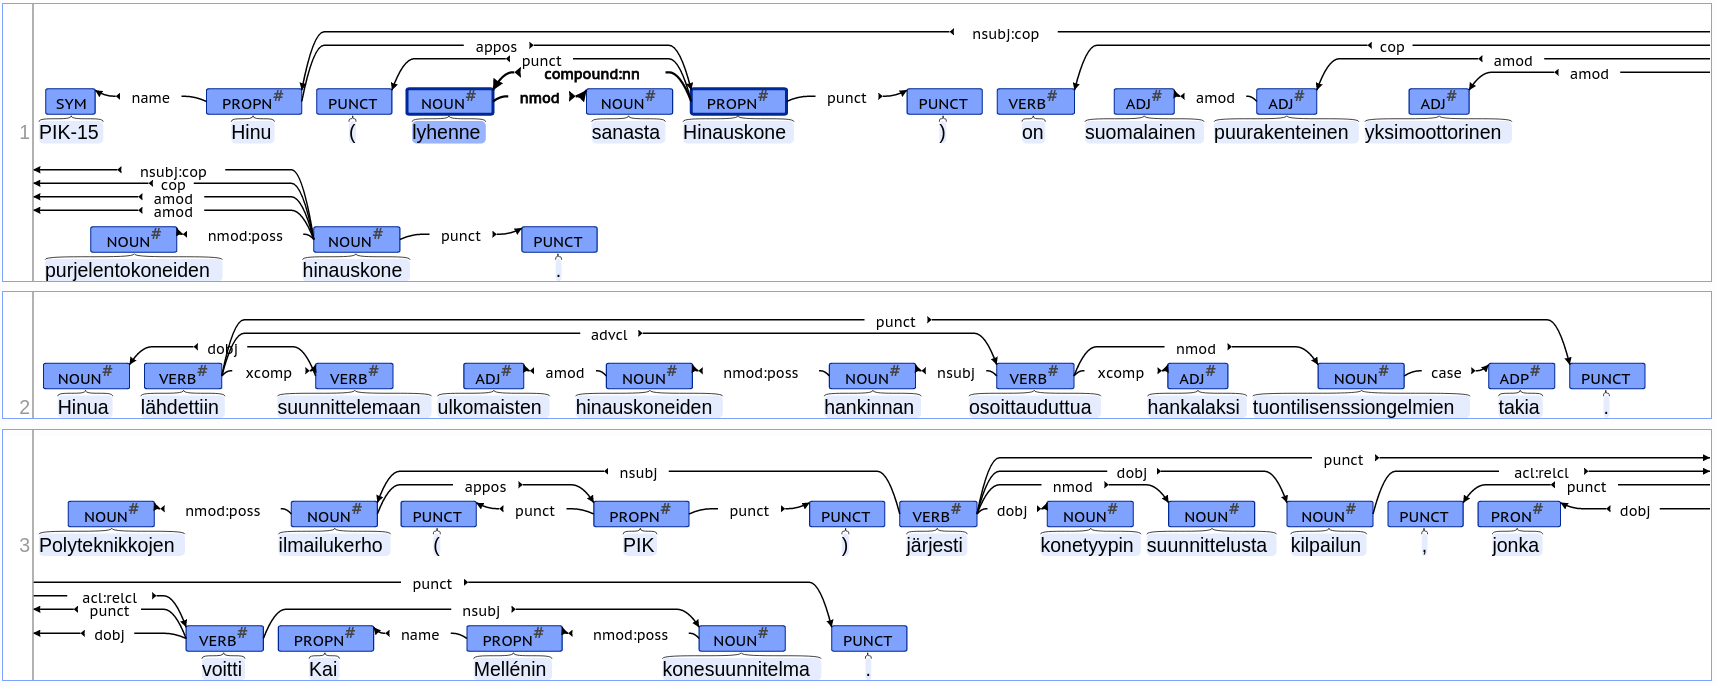 nsubj:cop
appos cop
punct amod
compound:nn amod
SYM name PROPN# PUNCT NOUN# nmod NOUN# PROPN# punct PUNCT VERB# ADJ# amod ADJ# ADJ#
1 PIK-15 Hinu ( lyhenne sanasta Hinauskone ) on suomalainen puurakenteinen yksimoottorinen
nsubj:cop
cop
amod
amod
NOUN# nmod:poss NOUN# punct PUNCT
purjelentokoneiden hinauskone .
punct
advcl
dobj nmod
NOUN# VERB# xcomp VERB# ADJ# amod NOUN# nmod:poss NOUN# nsubj VERB# xcomp ADJ# NOUN# case ADP# PUNCT
2 Hinua lähdettiin suunnittelemaan ulkomaisten hinauskoneiden hankinnan osoittauduttua hankalaksi tuontilisenssiongelmien takia .
punct
nsubj dobj acl:relcl
appos nmod punct
NOUN# nmod:poss NOUN# PUNCT punct PROPN# punct PUNCT VERB# dobj NOUN# NOUN# NOUN# PUNCT PRON# dobj
3 Polyteknikkojen ilmailukerho ( PIK ) järjesti konetyypin suunnittelusta kilpailun , jonka
punct
acl:relcl
punct nsubj
dobj VERB# PROPN# name PROPN# nmod:poss NOUN# PUNCT
voitti Kai Mellénin konesuunnitelma .